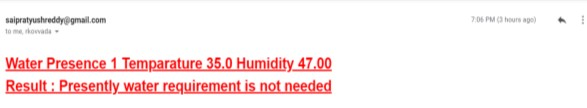 saipratyushreddy@gmail.com
7:06 PM (3 hours ago)
to me, rkovvada
Water Presence 1 Temparature 35.0 Humidity 47.00
Result : Presently water requirement is not needed